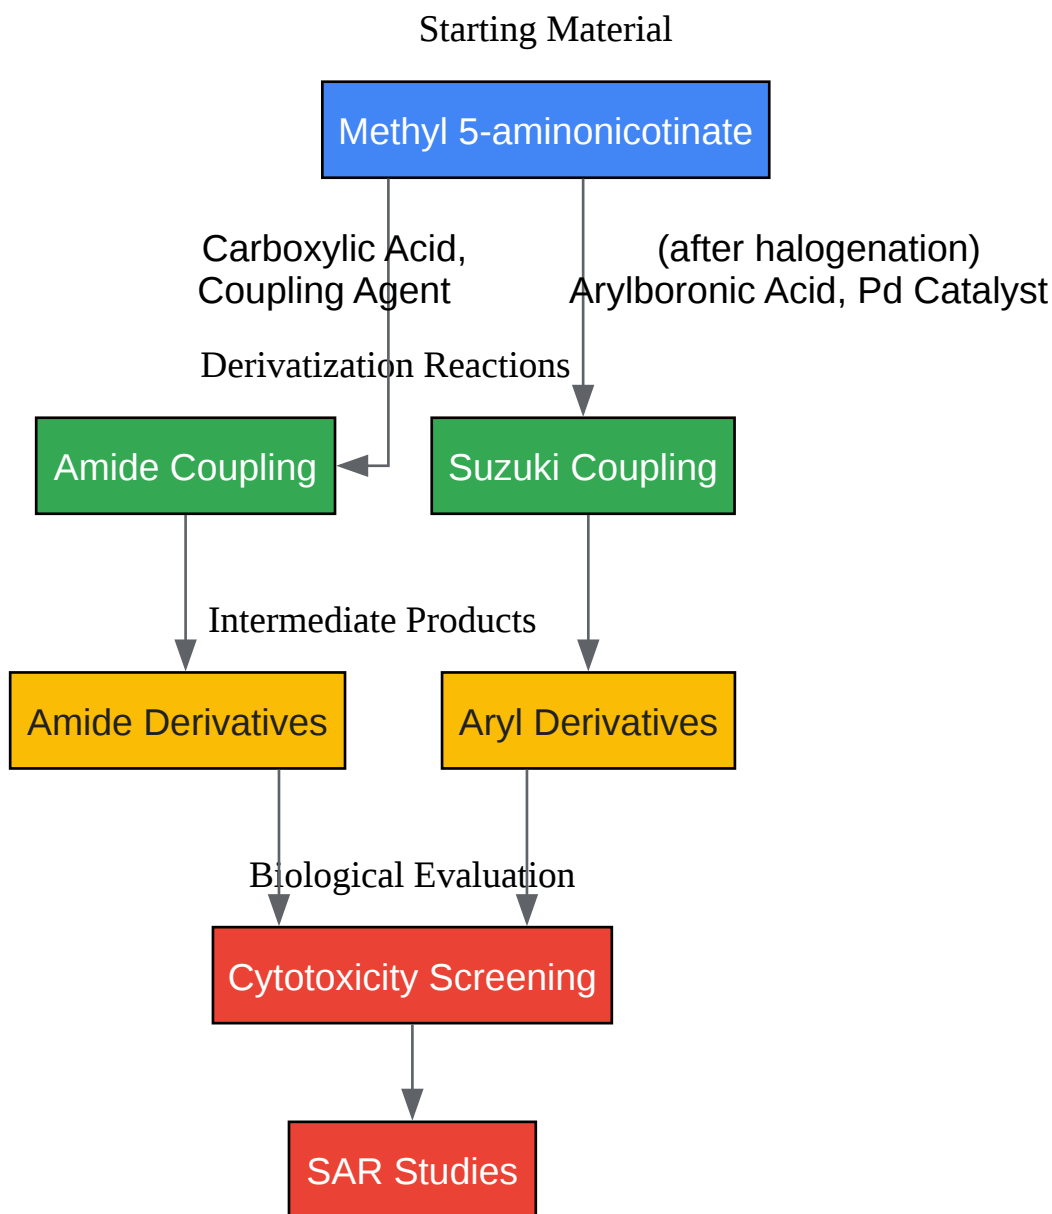 Starting Material
Methyl 5-aminonicotinate
Carboxylic Acid,
Coupling Agent
(after halogenation)
Arylboronic Acid, Pd Catalyst
Derivatization Reactions
Amide Coupling
Suzuki Coupling
Intermediate Products
Amide Derivatives
Aryl Derivatives
Biological Evaluation
Cytotoxicity Screening
SAR Studies